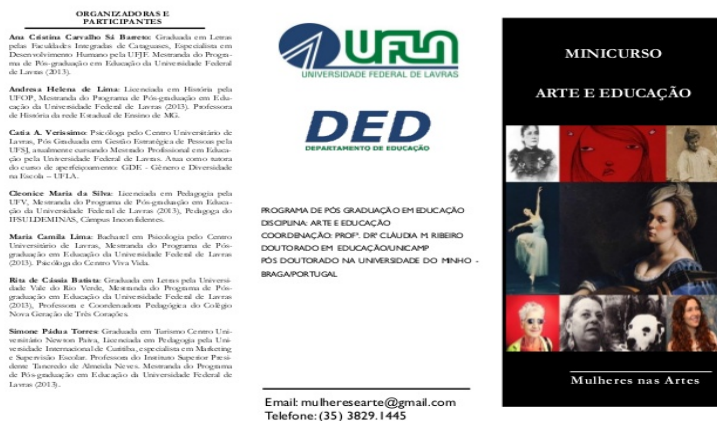 ORGANIZADORAS E
PARTICIPANTES
Ana Cristina Carvalho Sá Barreto: Graduada em Letras
pelas Faculdades Integradas de Cataguases, Especialista em
Desenvolvimento Humano pela UFJF. Mestranda do Progra-
ma de Pós-graduação em Educação da Universidade Federal
de Lavras (2013).
Andresa Helena de Lima: Licenciada em História pela
UFOP, Mestranda do Programa de Pós-graduação em Edu-
cação da Universidade Federal de Lavras (2013). Professora
de História da rede Estadual de Ensino de MG.
Catia A. Veríssimo: Psicóloga pelo Centro Universitário de
Lavras, Pós Graduada em Gestão Estratégica de Pessoas pela
UFSJ, atualmente cursando Mestrado Profissional em Educa-
ção pela Universidade Federal de Lavras. Atua como tutora
do curso de aperfeiçoamento GDE - Gênero e Diversidade
na Escola – UFLA.
Cleonice Maria da Silva: Licenciada em Pedagogia pela
UFV, Mestranda do Programa de Pós-graduação em Educa-
ção da Universidade Federal de Lavras (2013), Pedagoga do
IFSULDEMINAS, Câmpus Inconfidentes.
Maria Camila Lima: Bacharel em Psicologia pelo Centro
Universitário de Lavras, Mestranda do Programa de Pós-
graduação em Educação da Universidade Federal de Lavras
(2013). Psicóloga do Centro Viva Vida.
Rita de Cássia Batista: Graduada em Letras pela Universi-
dade Vale do Rio Verde, Mestranda do Programa de Pós-
graduação em Educação da Universidade Federal de Lavras
(2013), Professora e Coordenadora Pedagógica do Colégio
Nova Geração de Três Corações.
Simone Pádua Torres: Graduada em Turismo Centro Uni-
versitário Newton Paiva, Licenciada em Pedagogia pela Uni-
versidade Internacional de Curitiba, especialista em Marketing
e Supervisão Escolar. Professora do Instituto Superior Presi-
dente Tancredo de Almeida Neves. Mestranda do Programa
de Pós-graduação em Educação da Universidade Federal de
Lavras (2013).
UFLA
UNIVERSIDADE FEDERAL DE LAVRAS
DED
DEPARTAMENTO DE EDUCAÇÃO
PROGRAMA DE PÓS GRADUAÇÃO EM EDUCAÇÃO
DISCIPLINA: ARTE E EDUCAÇÃO
COORDENAÇÃO: PROFª. DRª CLÁUDIA M. RIBEIRO
DOUTORADO EM EDUCAÇÃO/UNICAMP
PÓS DOUTORADO NA UNIVERSIDADE DO MINHO -
BRAGA/PORTUGAL
Email: mulheresearte@gmail.com
Telefone: (35) 3829.1445
MINICURSO
ARTE E EDUCAÇÃO
Mulheres nas Artes